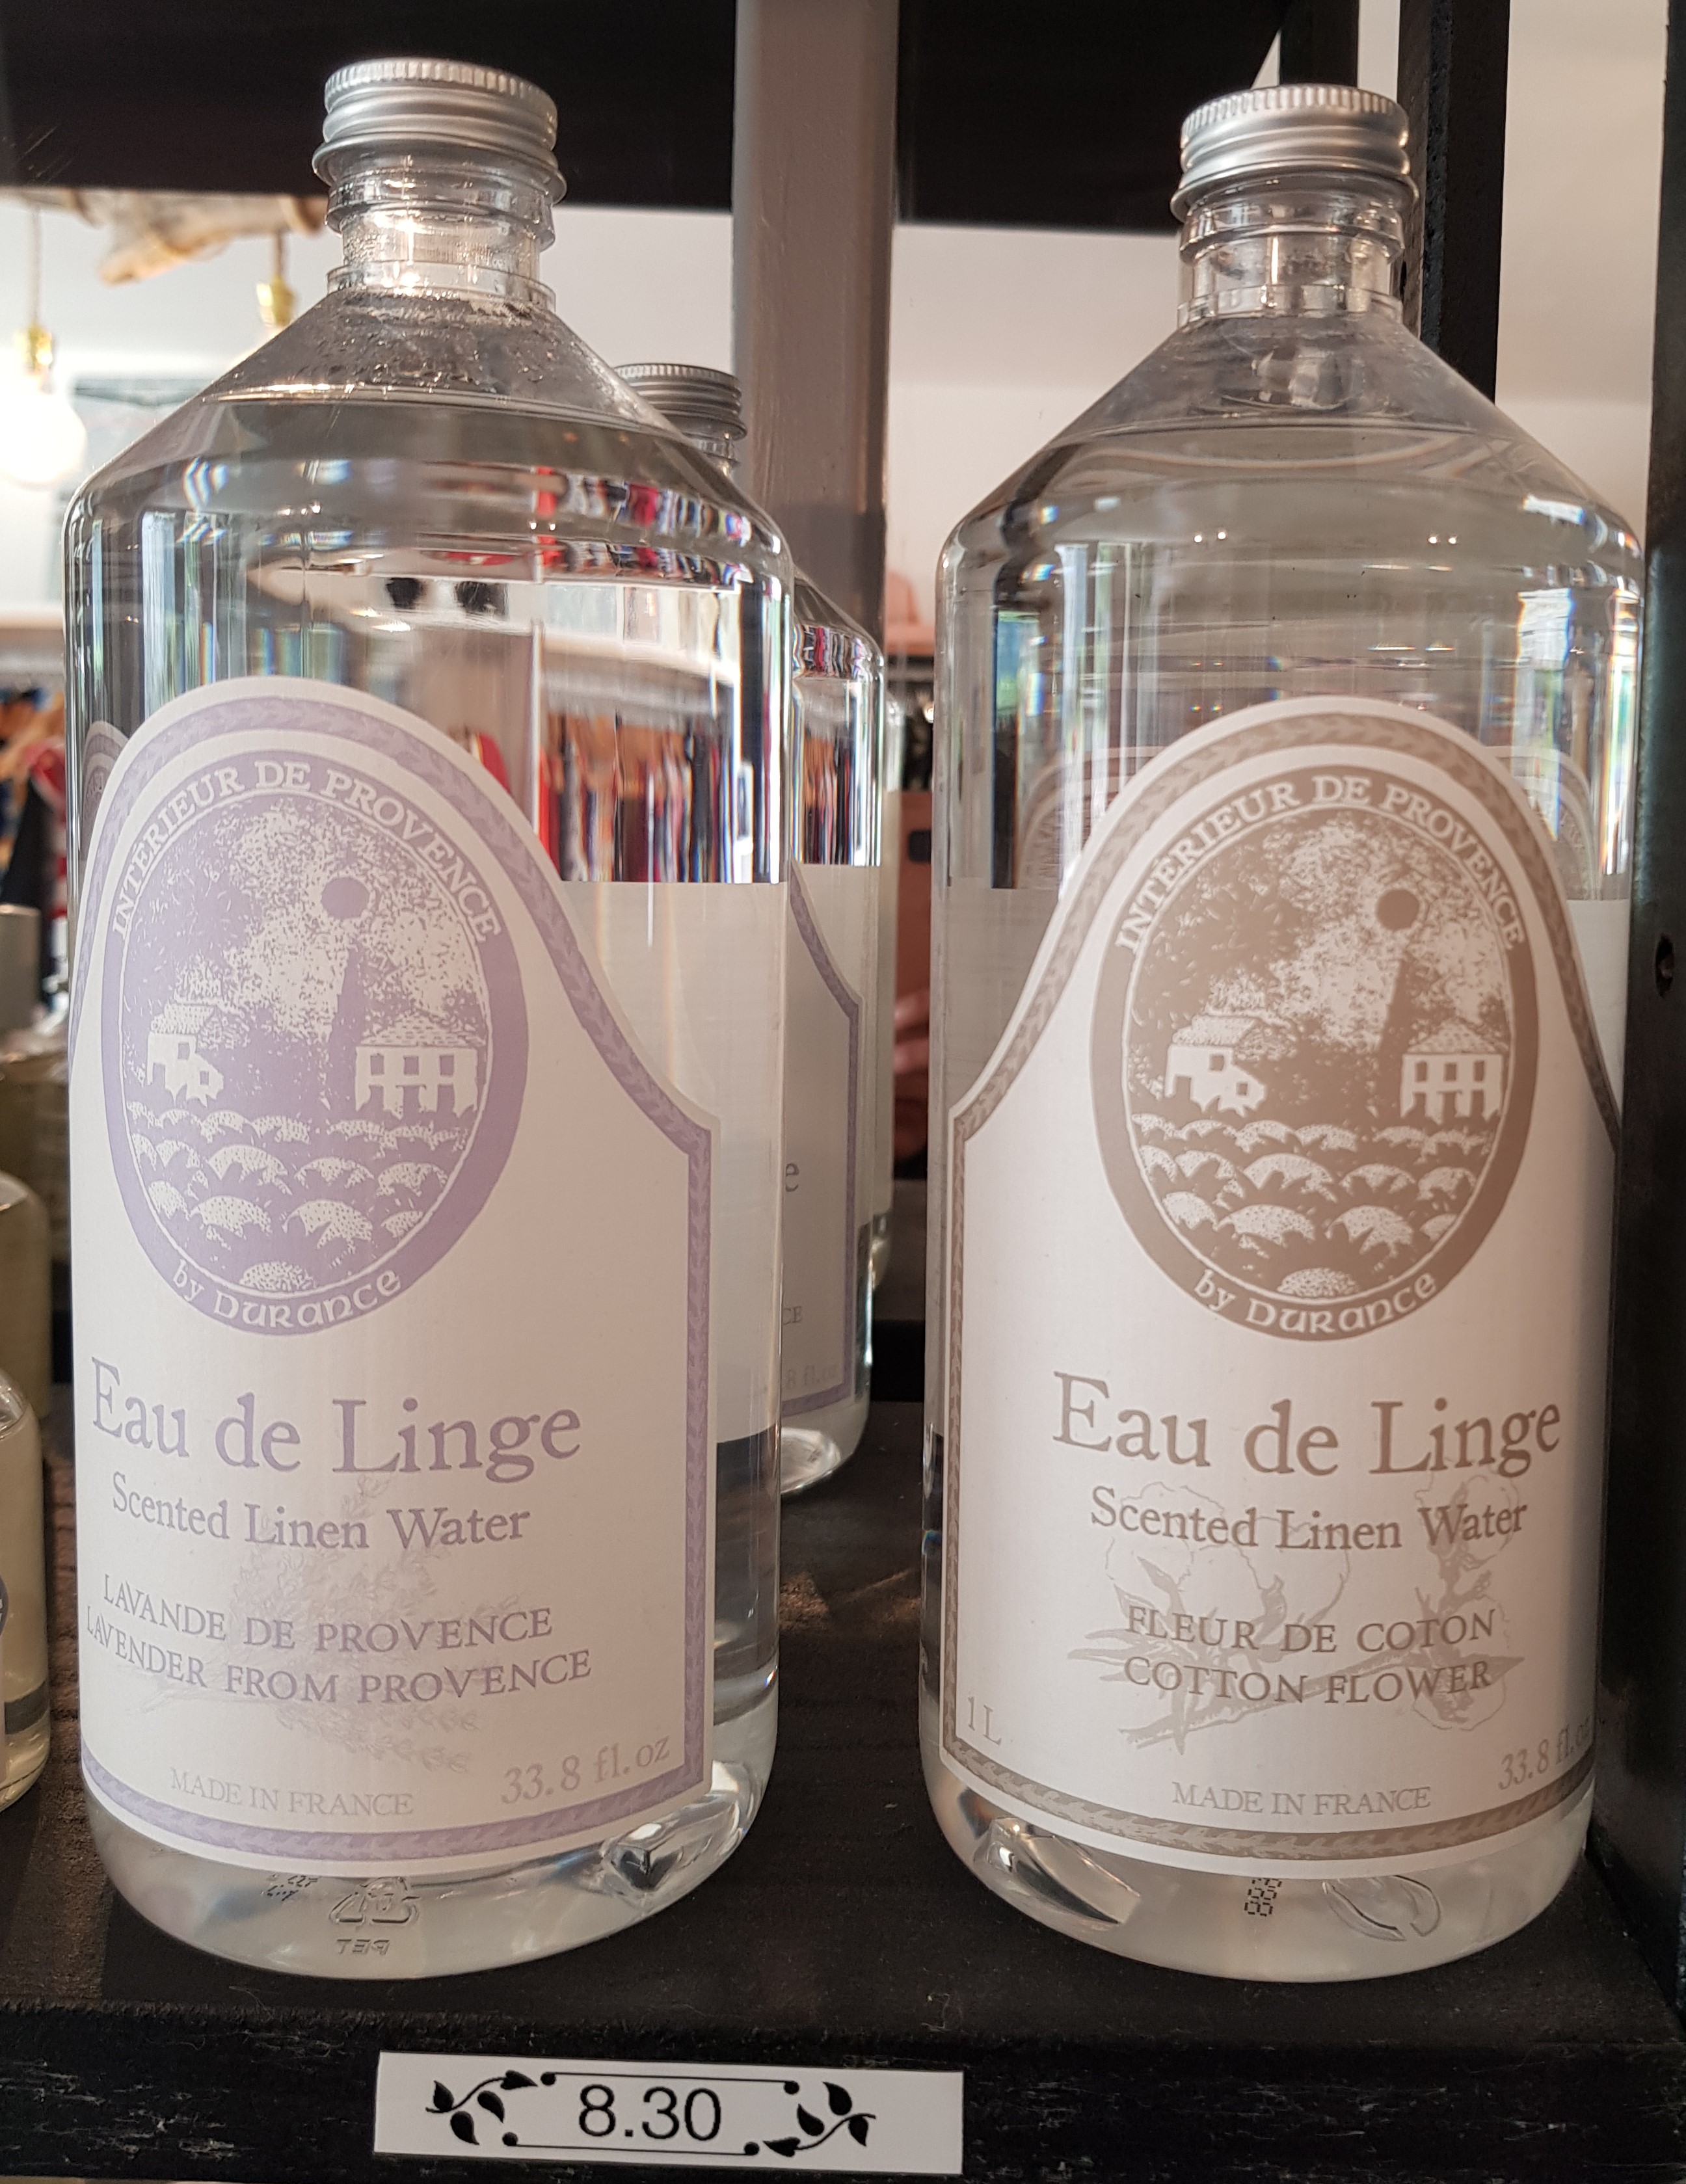 INTÉRIEUR DE PROVENCE
by DURANCE
Eau de Linge
Scented Linen Water
LAVANDE DE PROVENCE
LAVENDER FROM PROVENCE
MADE IN FRANCE
33.8 fl.oz
PET
INTÉRIEUR DE PROVENCE
by DURANCE
Eau de Linge
Scented Linen Water
FLEUR DE COTON
COTTON FLOWER
1 L
MADE IN FRANCE
33.8 fl.oz
8.30